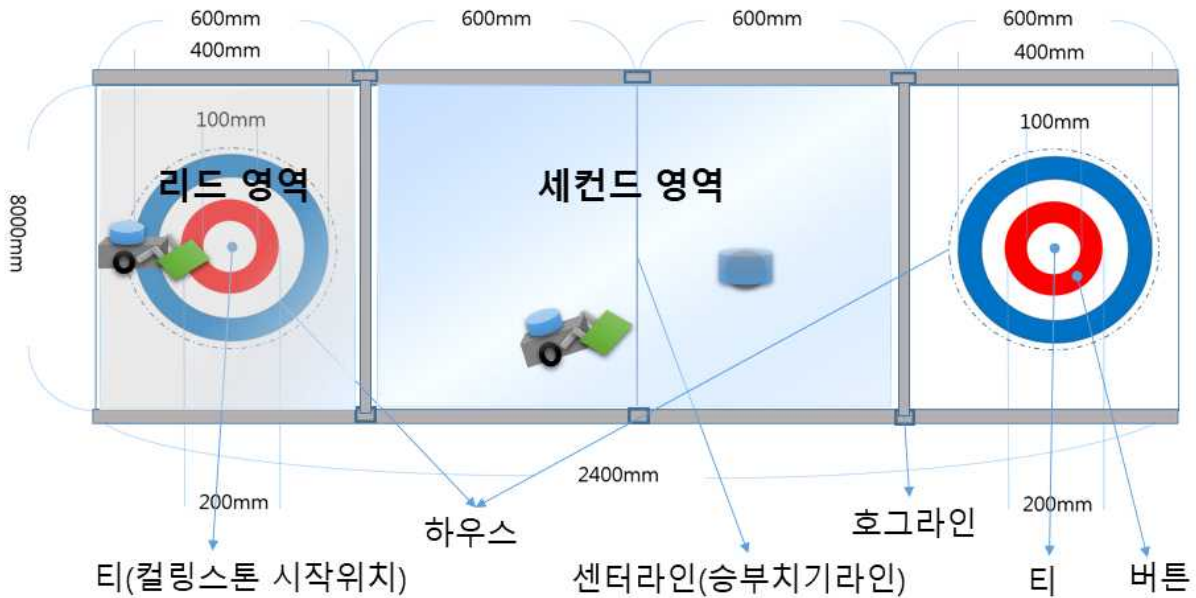 600mm 600mm 600mm 600mm
400mm 400mm
100mm 100mm
리드 영역 세컨드 영역
8000mm
2400mm
200mm 200mm
하우스 호그라인
티(컬링스톤 시작위치) 센터라인(승부치기라인) 티 버튼